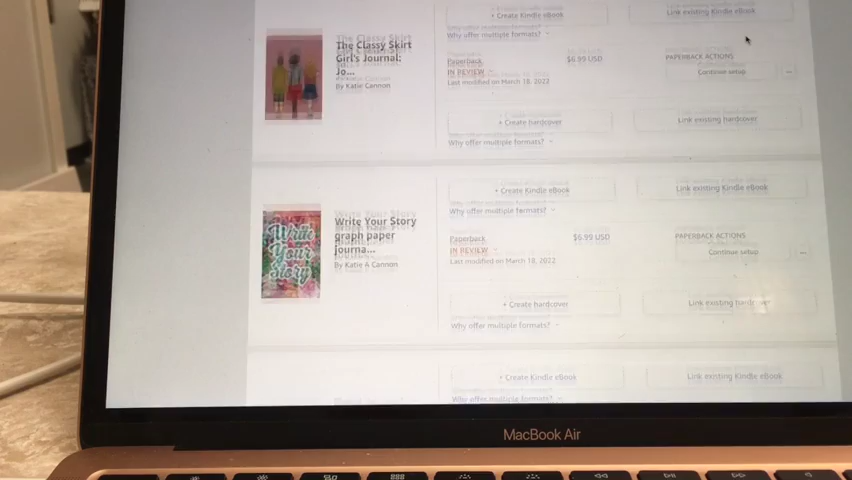 + Create Kindle eBook
Link existing Kindle eBook
Why offer multiple formats?
The Classy Skirt
Girl's Journal:
Jo...
By Katie Cannon
Paperback
IN REVIEW
Last modified on March 18, 2022
$6.99 USD
PAPERBACK ACTIONS
Continue setup
...
+ Create hardcover
Link existing hardcover
Why offer multiple formats?
+ Create Kindle eBook
Link existing Kindle eBook
Why offer multiple formats?
Write
Your
Story
Write Your Story
graph paper
journa...
By Katie A Cannon
Paperback
IN REVIEW
Last modified on March 18, 2022
$6.99 USD
PAPERBACK ACTIONS
Continue setup
...
+ Create hardcover
Link existing hardcover
Why offer multiple formats?
+ Create Kindle eBook
Link existing Kindle eBook
Why offer multiple formats?
MacBook Air